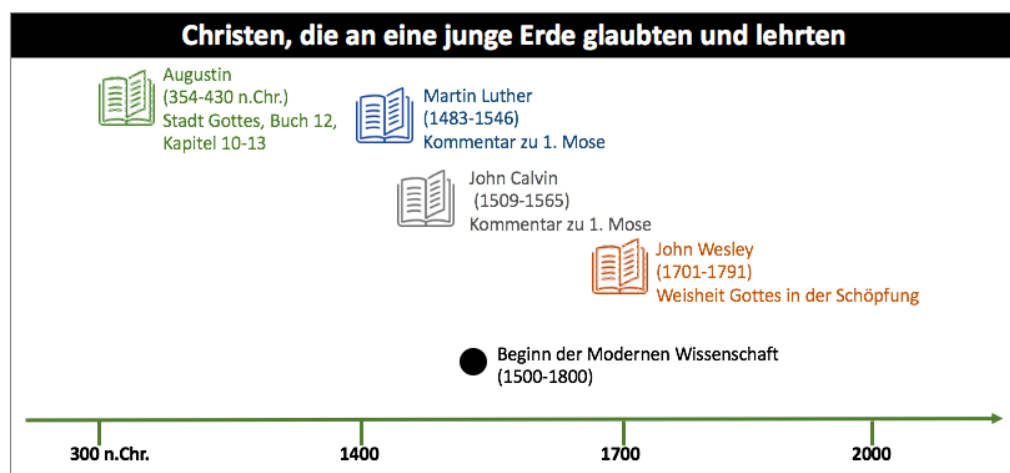 Christen, die an eine junge Erde glaubten und lehrten
Augustin
(354-430 n.Chr.)
Stadt Gottes, Buch 12,
Kapitel 10-13
Martin Luther
(1483-1546)
Kommentar zu 1. Mose
John Calvin
(1509-1565)
Kommentar zu 1. Mose
John Wesley
(1701-1791)
Weisheit Gottes in der Schöpfung
Beginn der Modernen Wissenschaft
(1500-1800)
300 n.Chr.
1400
1700
2000